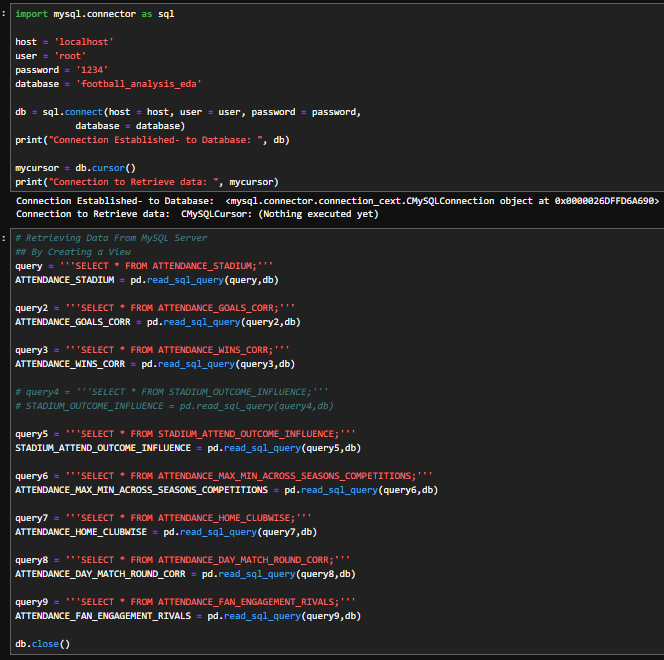 :
import mysql.connector as sql
host = 'localhost'
user = 'root'
password = '1234'
database = 'football_analysis_eda'
db = sql.connect(host = host, user = user, password = password,
database = database)
print("Connection Established- to Database: ", db)
mycursor = db.cursor()
print("Connection to Retrieve data: ", mycursor)
Connection Established- to Database:  <mysql.connector.connection_cext.CMySQLConnection object at 0x0000026DFFD6A690>
Connection to Retrieve data:  CMySQLCursor: (Nothing executed yet)
:
# Retrieving Data From MySQL Server
## By Creating a View
query = '''SELECT * FROM ATTENDANCE_STADIUM;'''
ATTENDANCE_STADIUM = pd.read_sql_query(query,db)
query2 = '''SELECT * FROM ATTENDANCE_GOALS_CORR;'''
ATTENDANCE_GOALS_CORR = pd.read_sql_query(query2,db)
query3 = '''SELECT * FROM ATTENDANCE_WINS_CORR;'''
ATTENDANCE_WINS_CORR = pd.read_sql_query(query3,db)
# query4 = '''SELECT * FROM STADIUM_OUTCOME_INFLUENCE;'''
# STADIUM_OUTCOME_INFLUENCE = pd.read_sql_query(query4,db)
query5 = '''SELECT * FROM STADIUM_ATTEND_OUTCOME_INFLUENCE;'''
STADIUM_ATTEND_OUTCOME_INFLUENCE = pd.read_sql_query(query5,db)
query6 = '''SELECT * FROM ATTENDANCE_MAX_MIN_ACROSS_SEASONS_COMPETITIONS;'''
ATTENDANCE_MAX_MIN_ACROSS_SEASONS_COMPETITIONS = pd.read_sql_query(query6,db)
query7 = '''SELECT * FROM ATTENDANCE_HOME_CLUBWISE;'''
ATTENDANCE_HOME_CLUBWISE = pd.read_sql_query(query7,db)
query8 = '''SELECT * FROM ATTENDANCE_DAY_MATCH_ROUND_CORR;'''
ATTENDANCE_DAY_MATCH_ROUND_CORR = pd.read_sql_query(query8,db)
query9 = '''SELECT * FROM ATTENDANCE_FAN_ENGAGEMENT_RIVALS;'''
ATTENDANCE_FAN_ENGAGEMENT_RIVALS = pd.read_sql_query(query9,db)
db.close()